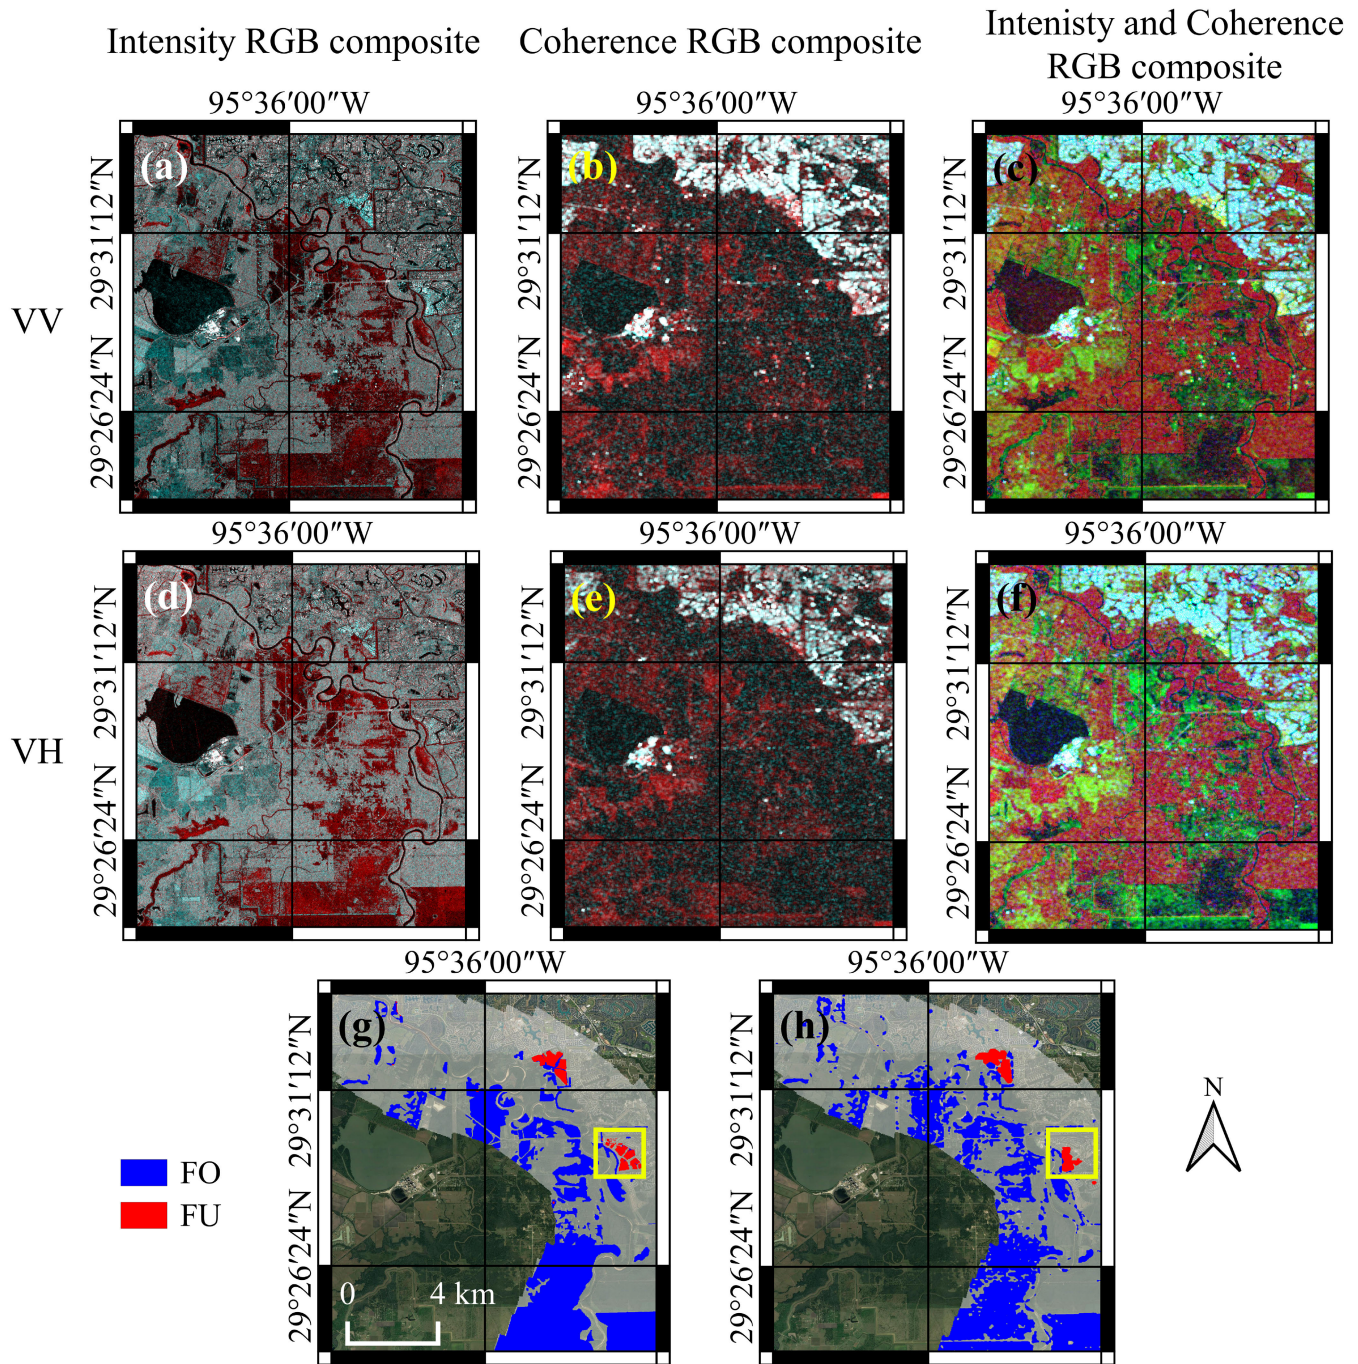 Intensity RGB composite
Coherence RGB composite
Intenisty and Coherence
RGB composite
95°36′00″W
95°36′00″W
95°36′00″W
VV
29°31′12″N
29°26′24″N
(a)
29°31′12″N
29°26′24″N
(b)
29°31′12″N
29°26′24″N
(c)
95°36′00″W
95°36′00″W
95°36′00″W
VH
29°31′12″N
29°26′24″N
(d)
29°31′12″N
29°26′24″N
(e)
29°31′12″N
29°26′24″N
(f)
95°36′00″W
95°36′00″W
29°31′12″N
29°26′24″N
(g)
0 4 km
29°31′12″N
29°26′24″N
(h)
N
FO
FU